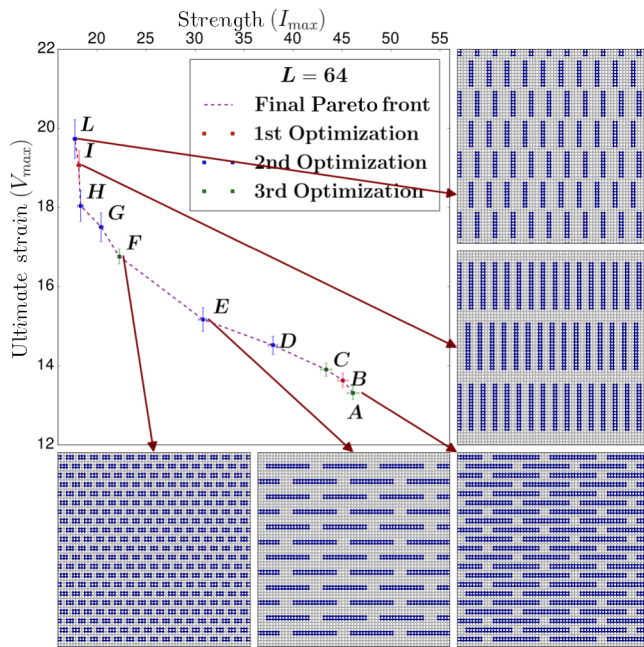 Strength (I_max)
20 25 30 35 40 45 50 55
Ultimate strain (V_max)
22
20
18
16
14
12
L = 64
Final Pareto front
1st Optimization
2nd Optimization
3rd Optimization
L
I
H
G
F
E
D
C
B
A